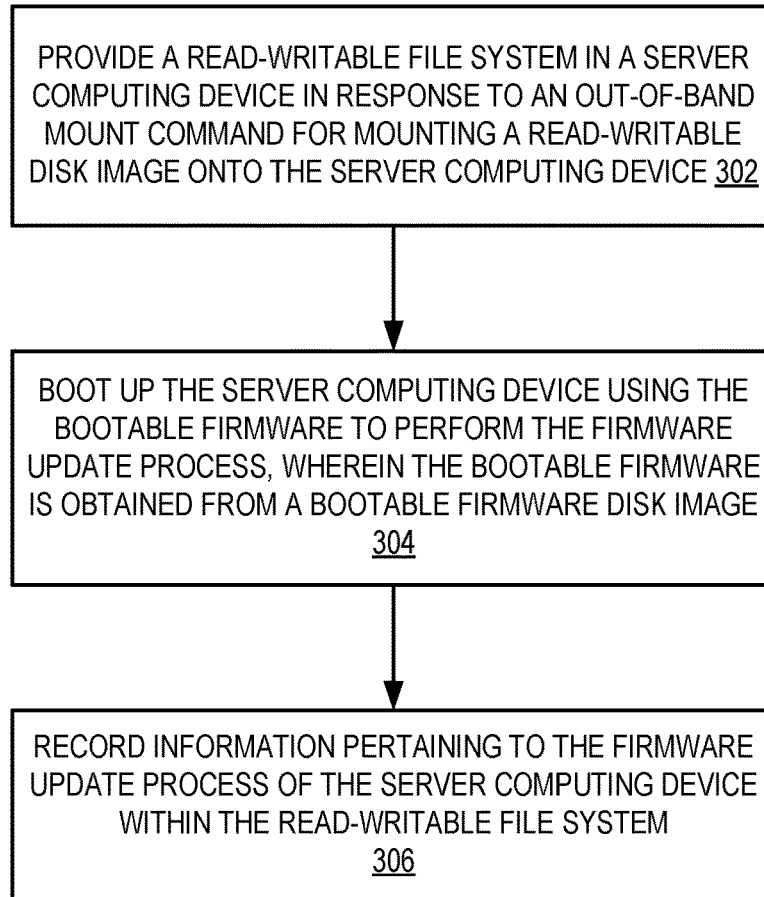 PROVIDE A READ-WRITABLE FILE SYSTEM IN A SERVER
COMPUTING DEVICE IN RESPONSE TO AN OUT-OF-BAND
MOUNT COMMAND FOR MOUNTING A READ-WRITABLE
DISK IMAGE ONTO THE SERVER COMPUTING DEVICE 302
BOOT UP THE SERVER COMPUTING DEVICE USING THE
BOOTABLE FIRMWARE TO PERFORM THE FIRMWARE
UPDATE PROCESS, WHEREIN THE BOOTABLE FIRMWARE
IS OBTAINED FROM A BOOTABLE FIRMWARE DISK IMAGE
304
RECORD INFORMATION PERTAINING TO THE FIRMWARE
UPDATE PROCESS OF THE SERVER COMPUTING DEVICE
WITHIN THE READ-WRITABLE FILE SYSTEM
306